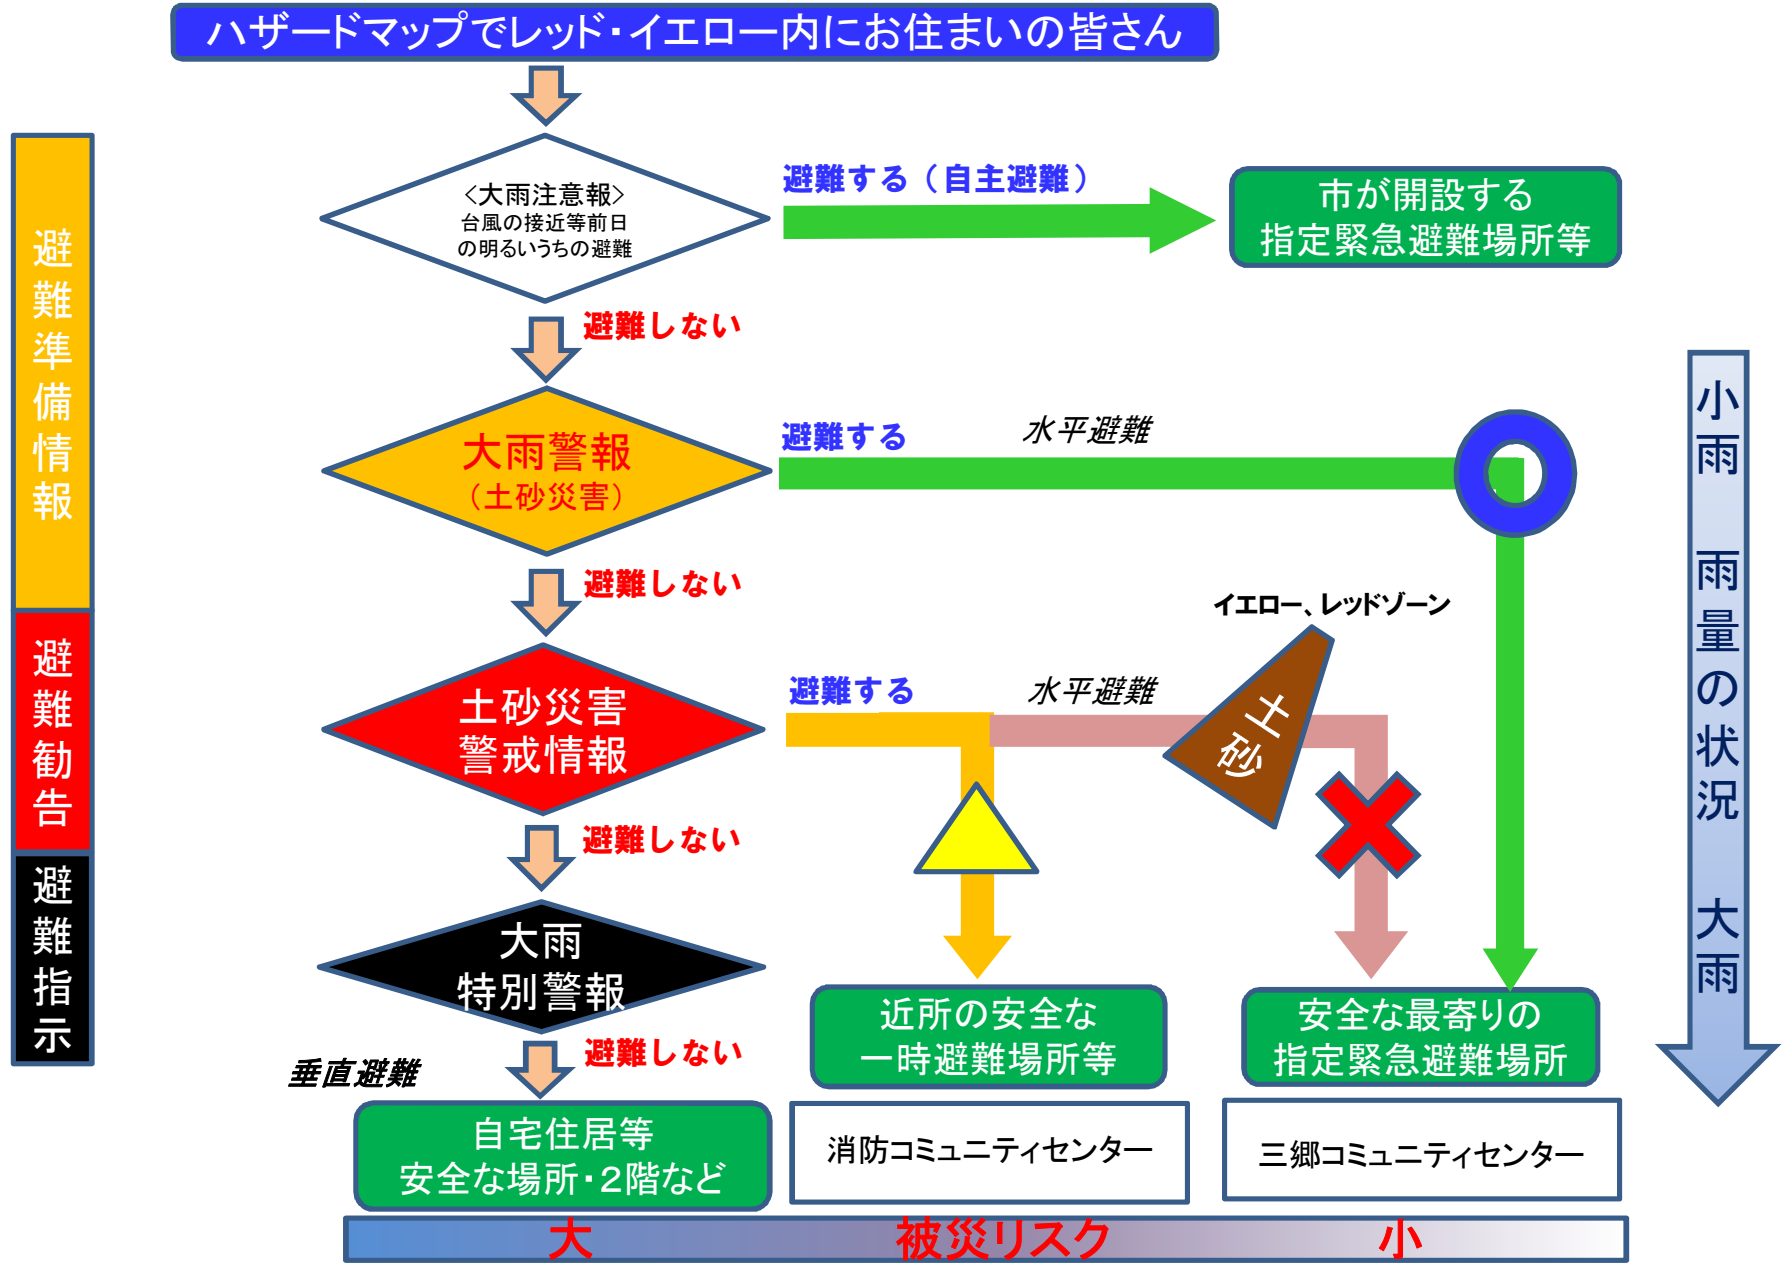 ハザードマップでレッド・イエロー内にお住まいの皆さん
避難準備情報
避難勧告
避難指示
<大雨注意報>
台風の接近等前日
の明るいうちの避難
避難する（自主避難）
市が開設する
指定緊急避難場所等
避難しない
大雨警報
（土砂災害）
避難する
水平避難
避難しない
イエロー、レッドゾーン
土砂災害
警戒情報
避難する
水平避難
土砂
避難しない
大雨
特別警報
避難しない
垂直避難
自宅住居等
安全な場所・２階など
近所の安全な
一時避難場所等
消防コミュニティセンター
安全な最寄りの
指定緊急避難場所
三郷コミュニティセンター
小雨　雨量の状況　大雨
大　被災リスク　小